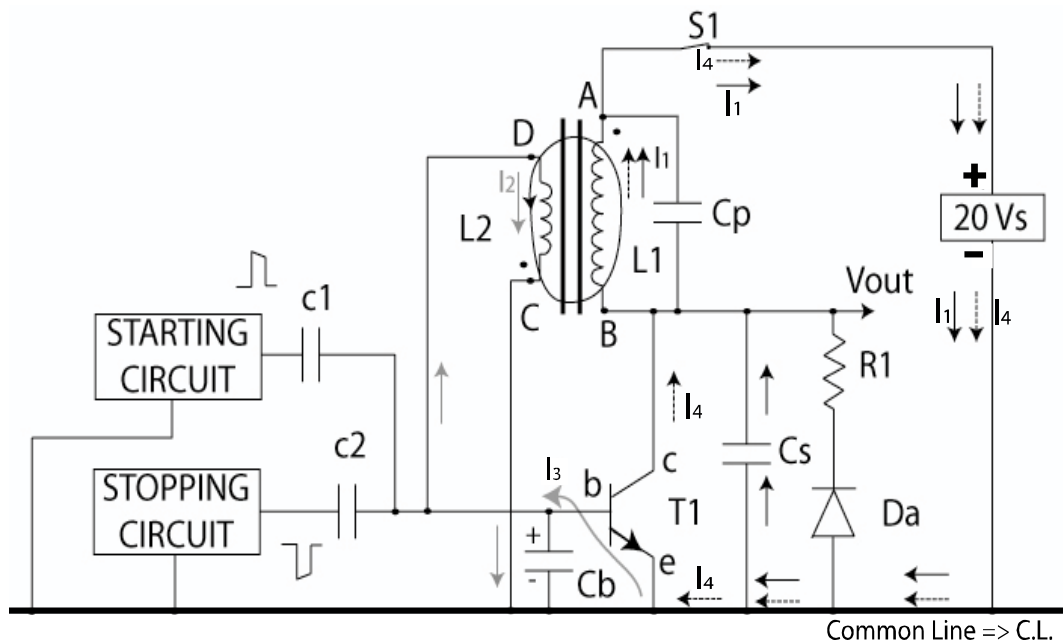 S1
I4
I1
A
D
I1
I2
+
Cp
20 Vs
L2
L1
-
Vout
C
B
I1
I4
c1
STARTING
CIRCUIT
R1
I4
c2
Cs
c
I3
b
STOPPING
CIRCUIT
T1
Da
+
-
Cb
e
I4
Common Line => C.L.